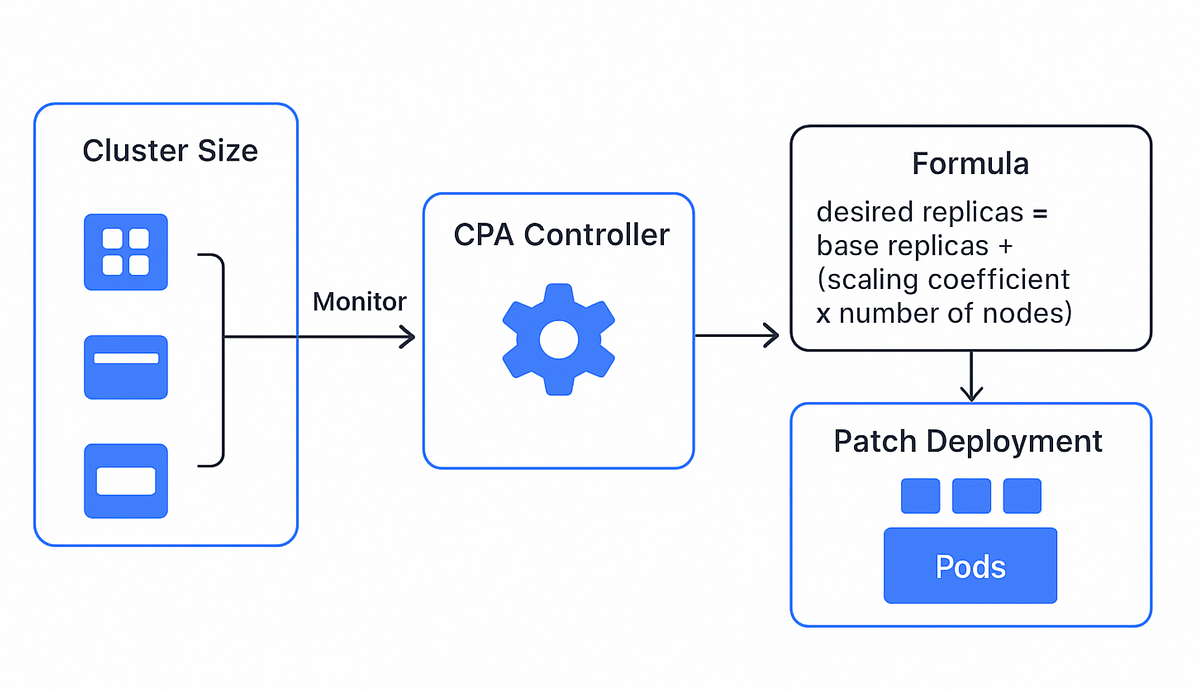 Cluster Size
Monitor
CPA Controller
Formula
desired replicas =
base replicas +
(scaling coefficient
x number of nodes)
Patch Deployment
Pods